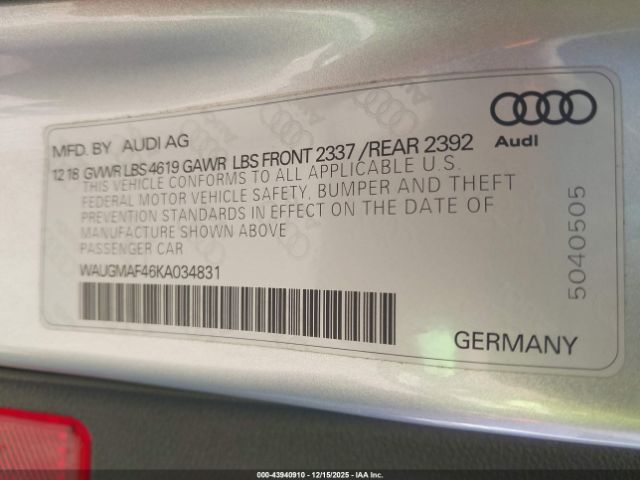 MFD. BY AUDI AG
12 18 GVWR LBS 4619 GAWR LBS FRONT 2337 / REAR 2392
THIS VEHICLE CONFORMS TO ALL APPLICABLE U.S.
FEDERAL MOTOR VEHICLE SAFETY, BUMPER AND THEFT
PREVENTION STANDARDS IN EFFECT ON THE DATE OF
MANUFACTURE SHOWN ABOVE
PASSENGER CAR
WAUGMAF46KA034831
GERMANY
Audi
5040505
000-43940910 - 12/15/2025 - IAA Inc.